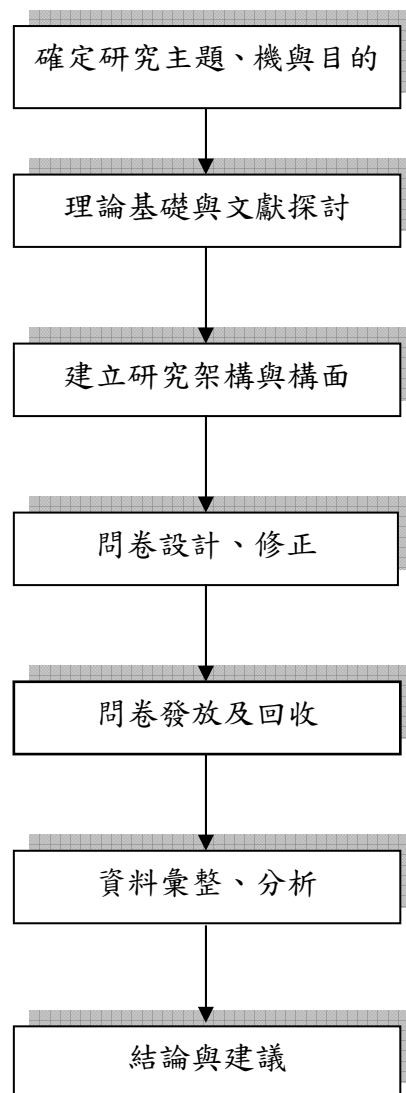 確定研究主題、機與目的
理論基礎與文獻探討
建立研究架構與構面
問卷設計、修正
問卷發放及回收
資料彙整、分析
結論與建議